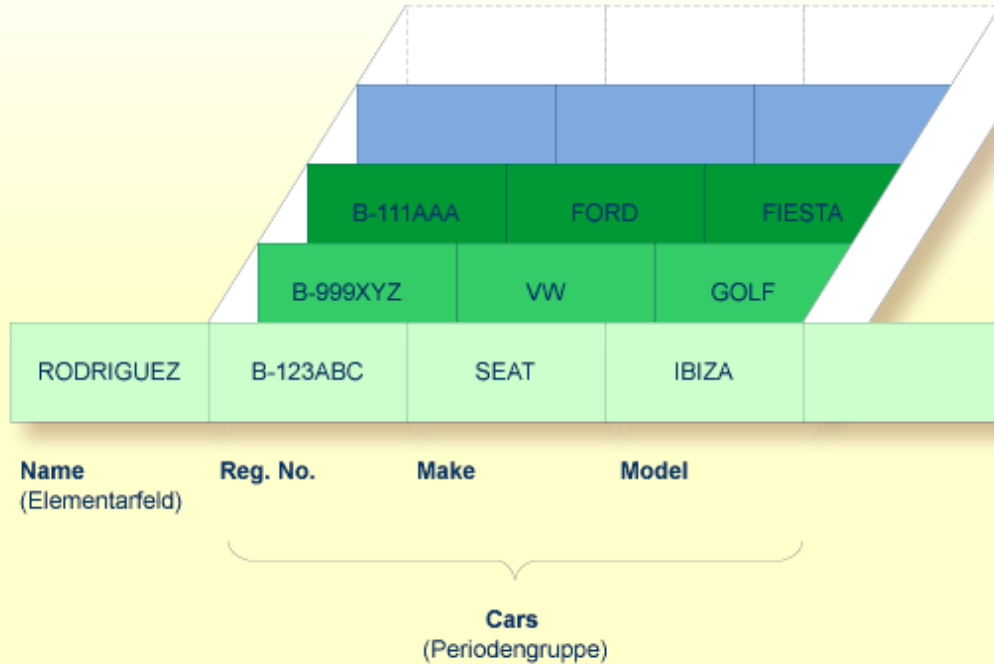 B-111AAA FORD FIESTA
B-999XYZ VW GOLF
RODRIGUEZ B-123ABC SEAT IBIZA
Name Reg. No. Make Model
(Elementarfeld)
Cars
(Periodengruppe)